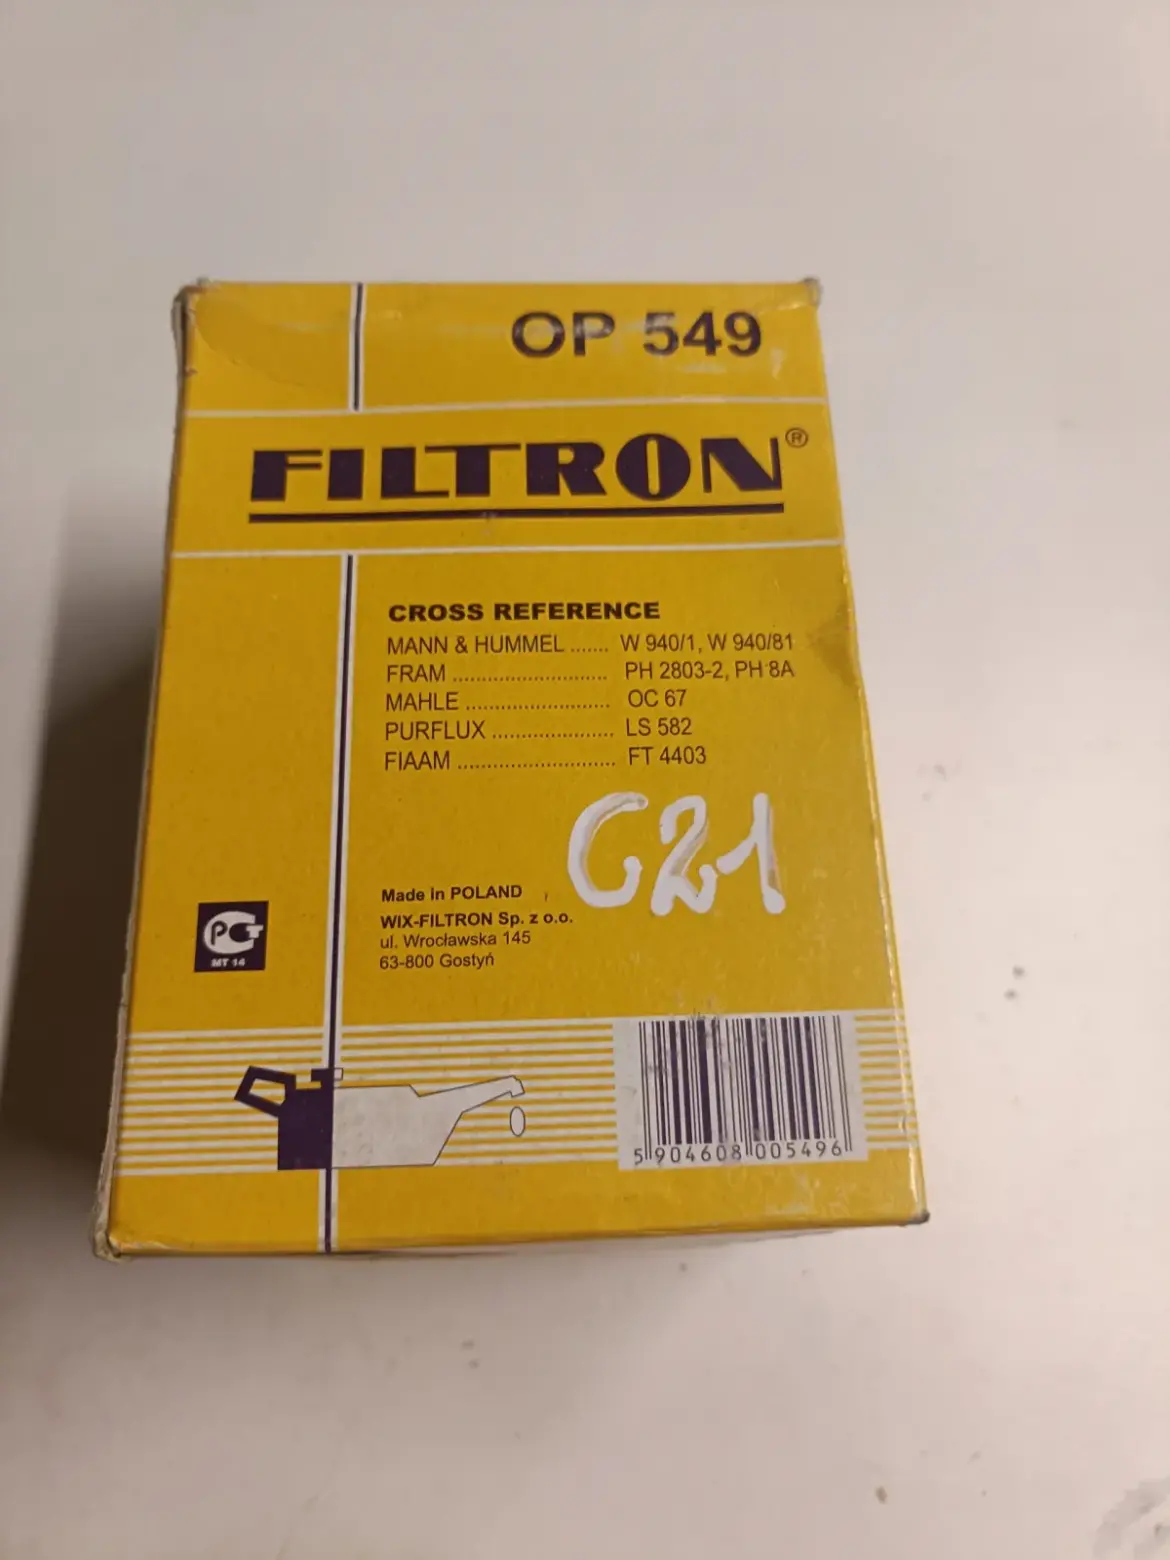 OP 549
FILTRON®
CROSS REFERENCE
MANN & HUMMEL ....... W 940/1, W 940/81
FRAM ........................... PH 2803-2, PH 8A
MAHLE ......................... OC 67
PURFLUX ..................... LS 582
FIAAM ........................... FT 4403
C21
Made in POLAND
WIX-FILTRON Sp. z o.o.
ul. Wrocławska 145
63-800 Gostyń
PCT
MT 14
5 904608 005496